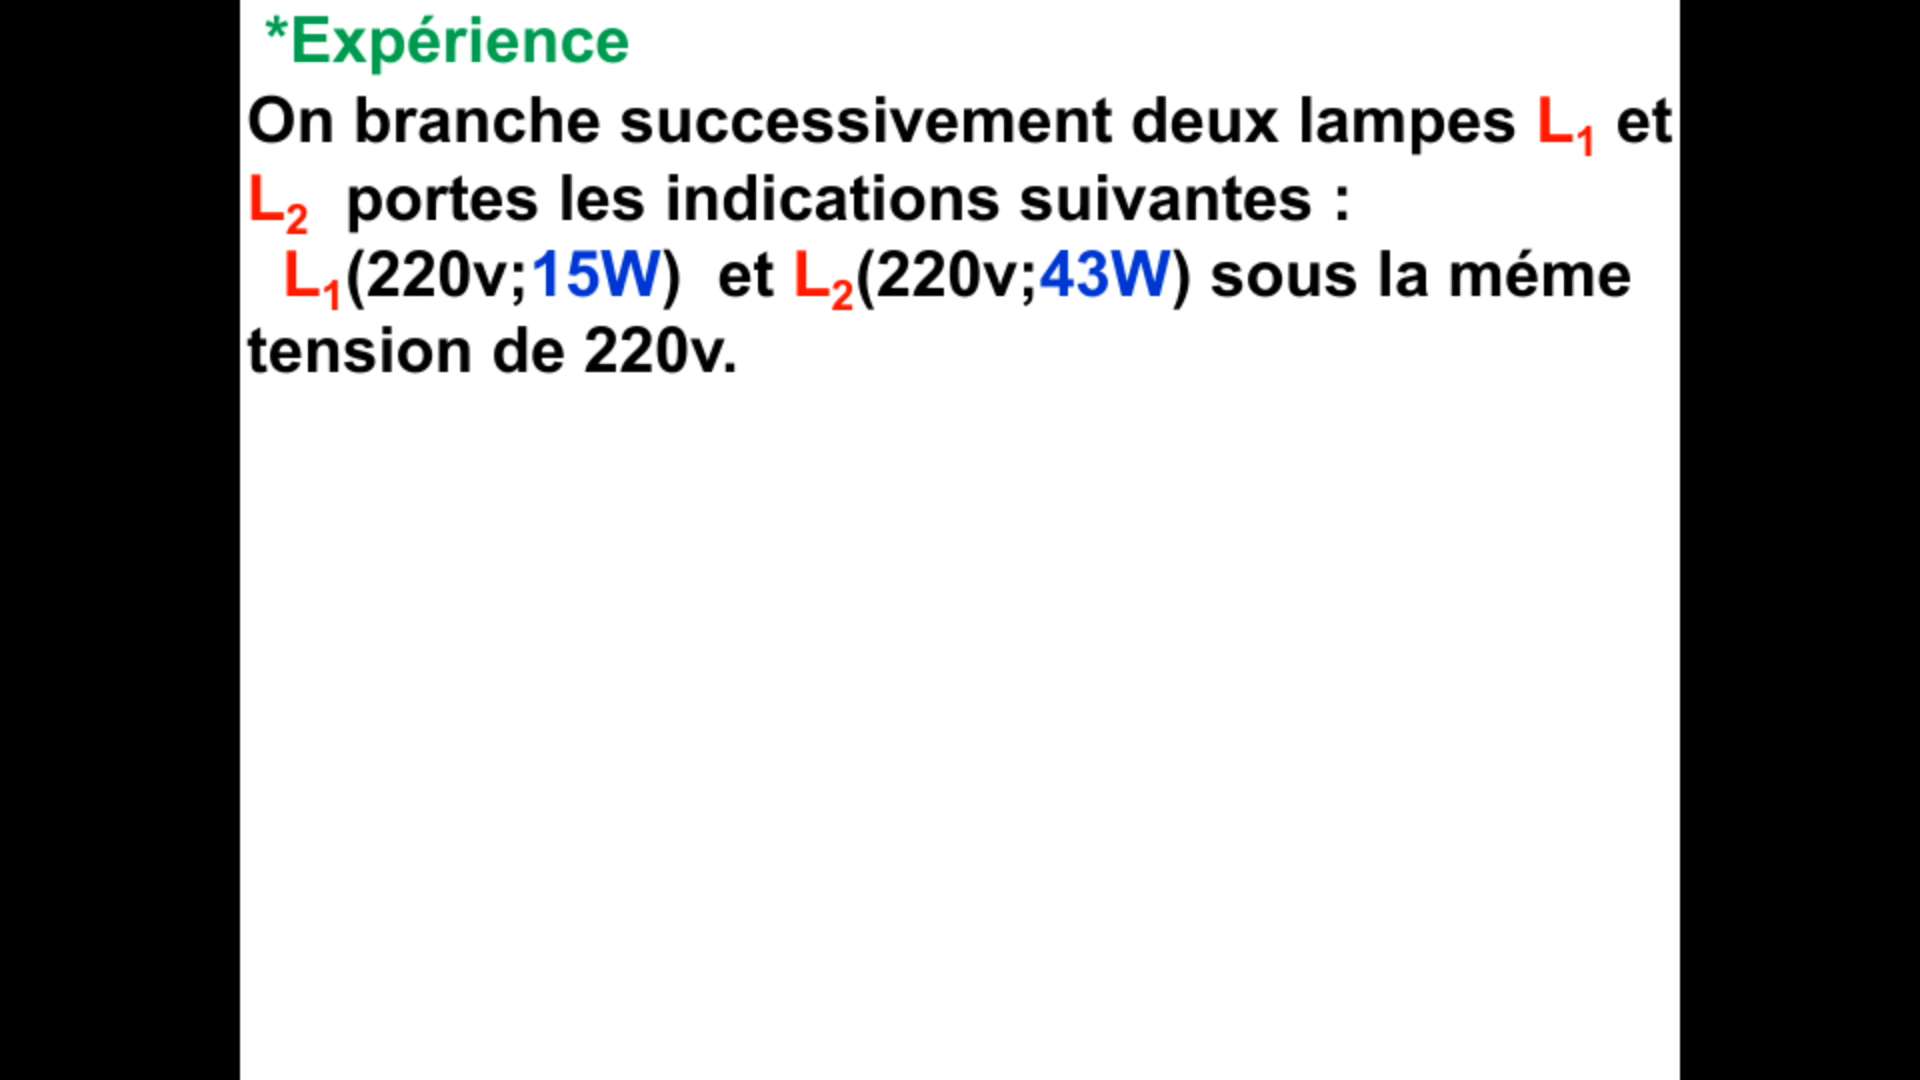 *Expérience
On branche successivement deux lampes L₁ et
L₂ portes les indications suivantes :
L₁(220v;15W) et L₂(220v;43W) sous la méme
tension de 220v.